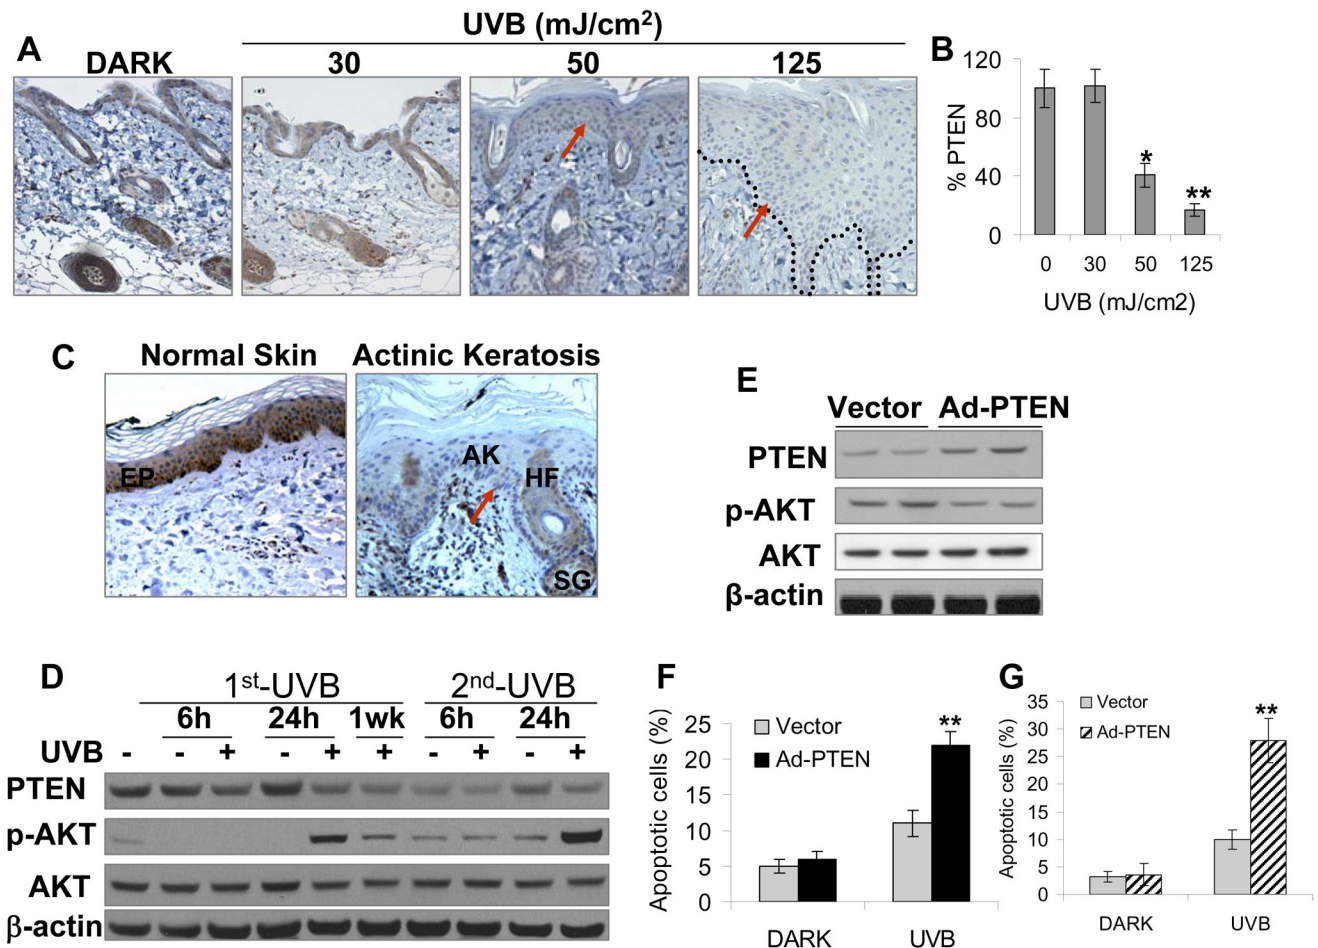 A
UVB (mJ/cm2)
DARK 30 50 125
B
120
80
40
0
% PTEN
* **
0 30 50 125
UVB (mJ/cm2)
C
Normal Skin Actinic Keratosis
EP
AK
HF
SG
E
Vector Ad-PTEN
PTEN
p-AKT
AKT
β-actin
D
1st-UVB 2nd-UVB
6h 24h 1wk 6h 24h
UVB - - + - + + - + - +
PTEN
p-AKT
AKT
β-actin
F
Apoptotic cells (%)
25
20
15
10
5
0
Vector
Ad-PTEN
**
DARK UVB
G
Apoptotic cells (%)
35
30
25
20
15
10
5
0
Vector
Ad-PTEN
**
DARK UVB